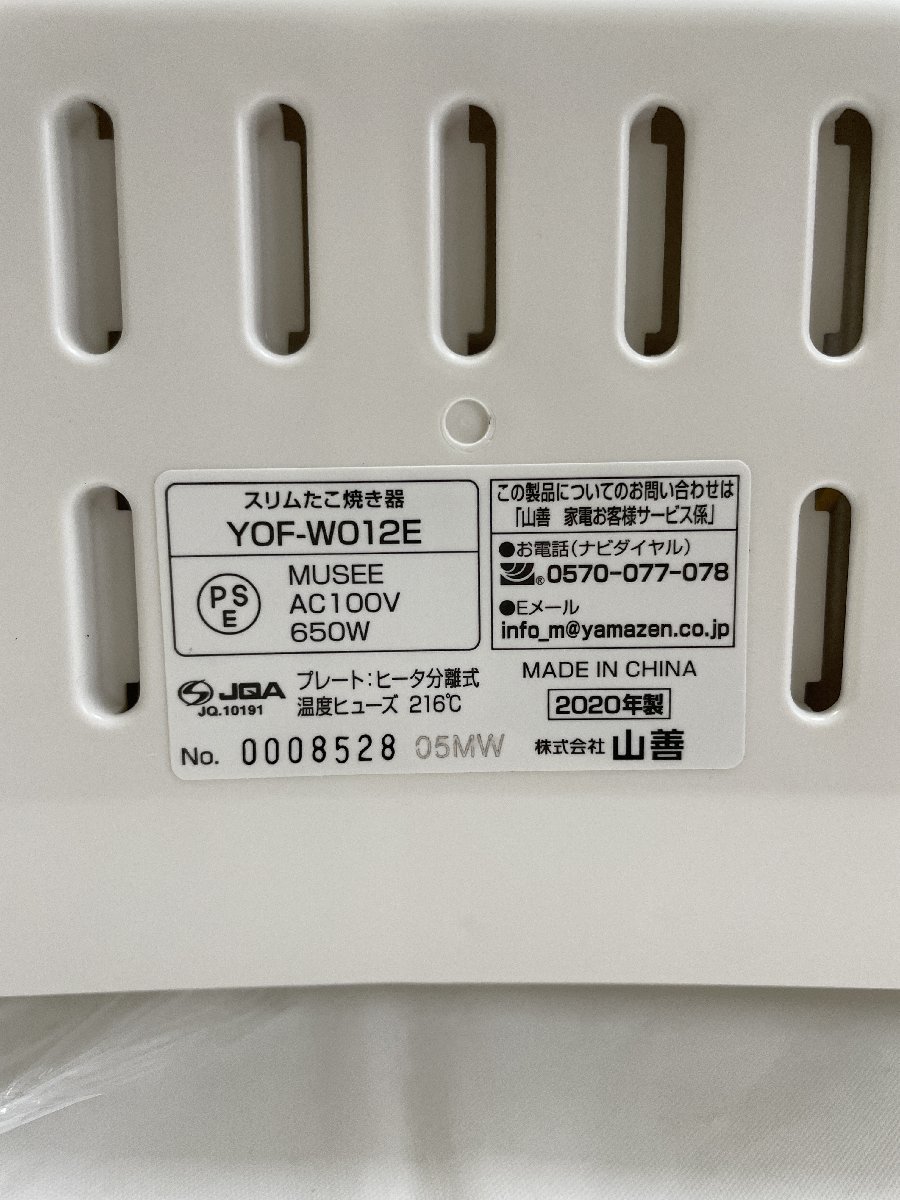 スリムたこ焼き器
YOF-W012E
PS
E
MUSEE
AC100V
650W
この製品についてのお問い合わせは
「山善 家電お客様サービス係」
●お電話(ナビダイヤル)
®0570-077-078
●Eメール
info_m@yamazen.co.jp
JQA
JQ.10191
プレート:ヒータ分離式
温度ヒューズ 216℃
MADE IN CHINA
2020年製
No. 0008528 05MW
株式会社 山善